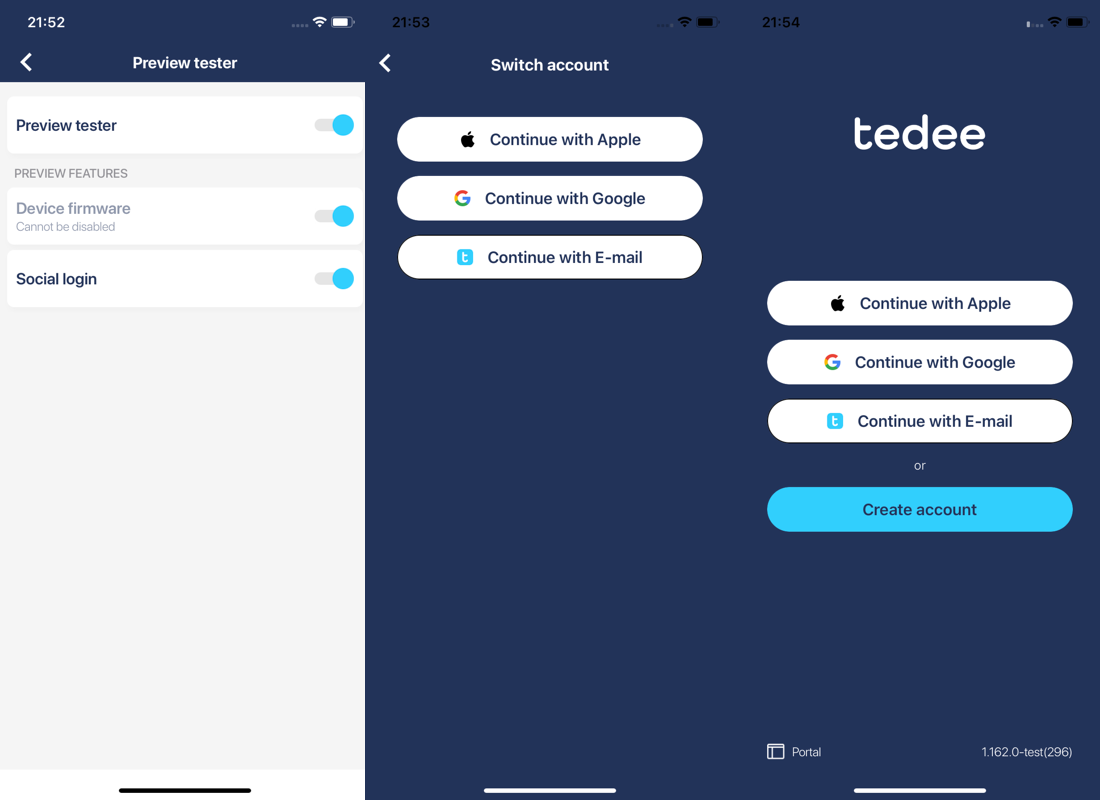 21:52
Preview tester
Preview tester
PREVIEW FEATURES
Device firmware
Cannot be disabled
Social login
21:53
Switch account
Continue with Apple
Continue with Google
t Continue with E-mail
21:54
tedee
Continue with Apple
Continue with Google
t Continue with E-mail
or
Create account
Portal
1.162.0-test(296)